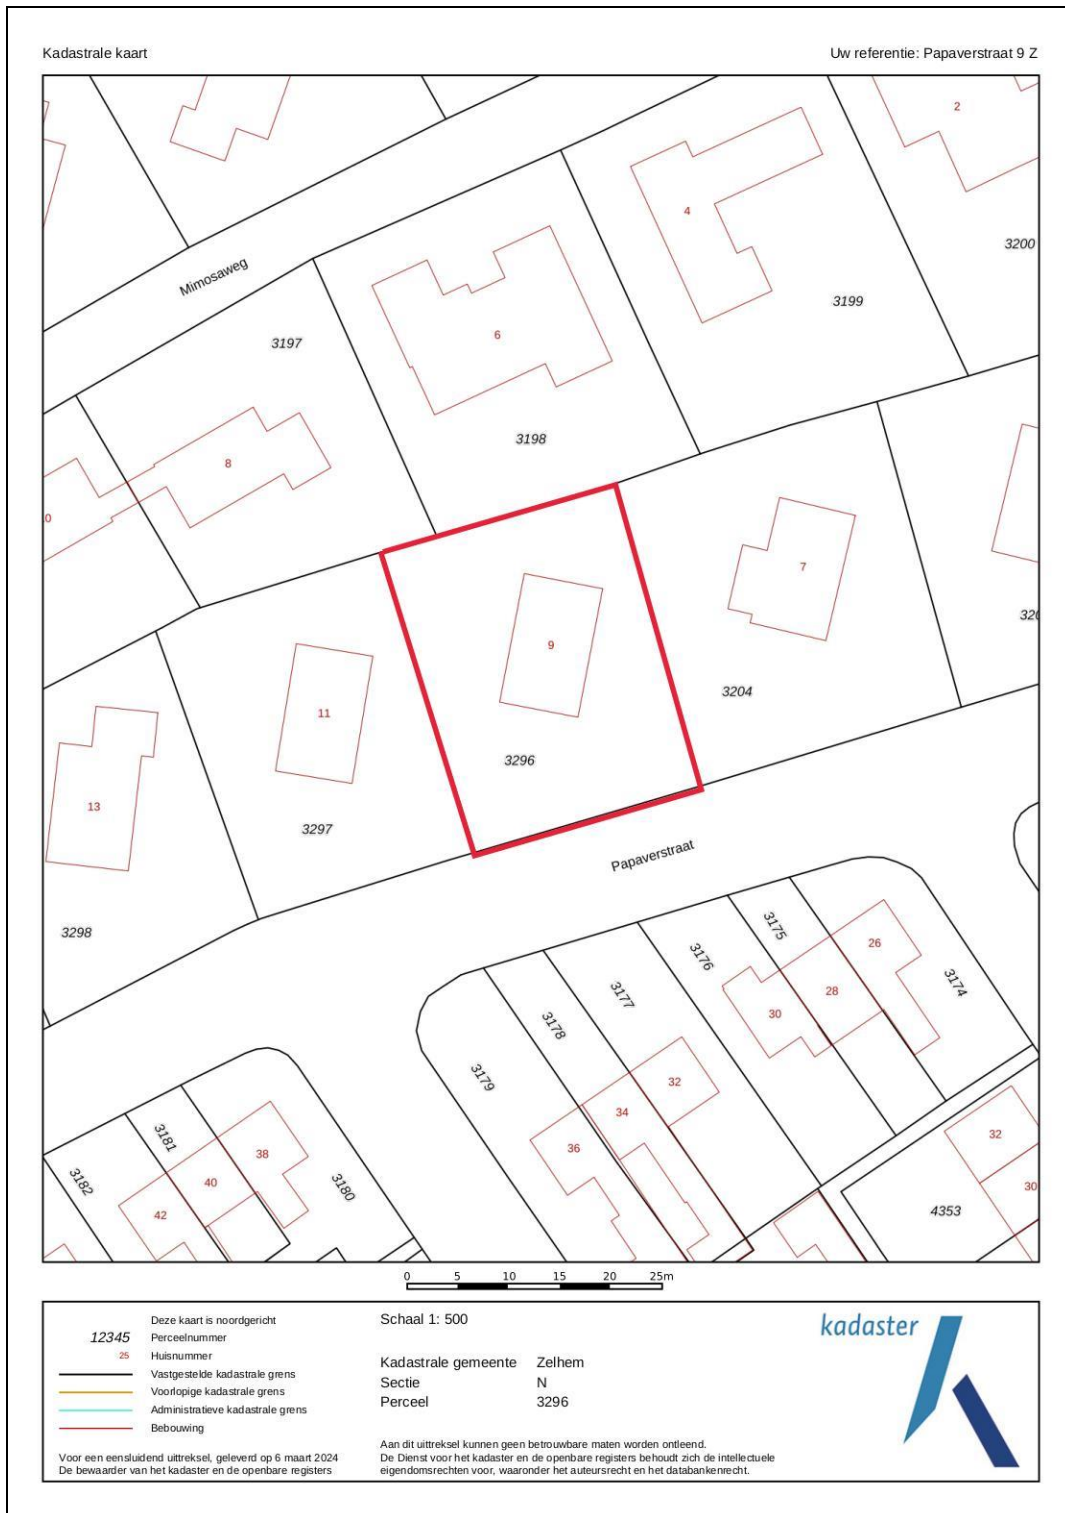 Kadastrale kaart
Uw referentie: Papaverstraat 9 Z
2
4
3200
Mimosaweg
3199
3197
6
3198
8
0
7
9
3204
11
3296
13
3297
Papaverstraat
3298
3175
26
3176
28
3174
3177
30
3178
3179
32
34
36
32
30
4353
3181
38
3182
40
3180
42
0 5 10 15 20 25m
Deze kaart is noordgericht
12345 Perceelnummer
25 Huisnummer
Vastgestelde kadastrale grens
Voorlopige kadastrale grens
Administratieve kadastrale grens
Bebouwing
Voor een eensluidend uittreksel, geleverd op 6 maart 2024
De bewaarder van het kadaster en de openbare registers
Schaal 1: 500
Kadastrale gemeente Zelhem
Sectie N
Perceel 3296
Aan dit uittreksel kunnen geen betrouwbare maten worden ontleend.
De Dienst voor het kadaster en de openbare registers behoudt zich de intellectuele
eigendomsrechten voor, waaronder het auteursrecht en het databankenrecht.
kadaster